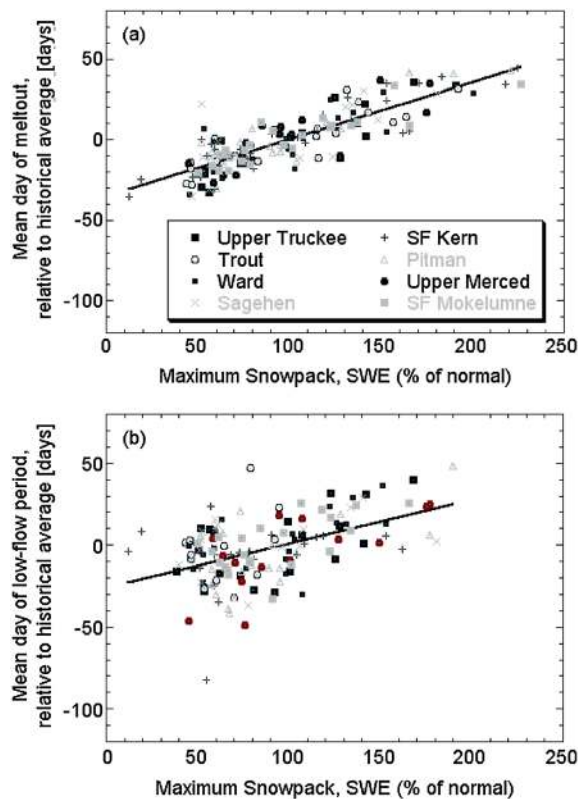 (a)
Mean day of meltout,
relative to historical average [days]
50
0
-50
-100
Upper Truckee
Trout
Ward
Sagehen
SF Kern
Pitman
Upper Merced
SF Mokelumne
0 50 100 150 200 250
Maximum Snowpack, SWE (% of normal)
(b)
Mean day of low-flow period,
relative to historical average [days]
50
0
-50
-100
0 50 100 150 200 250
Maximum Snowpack, SWE (% of normal)